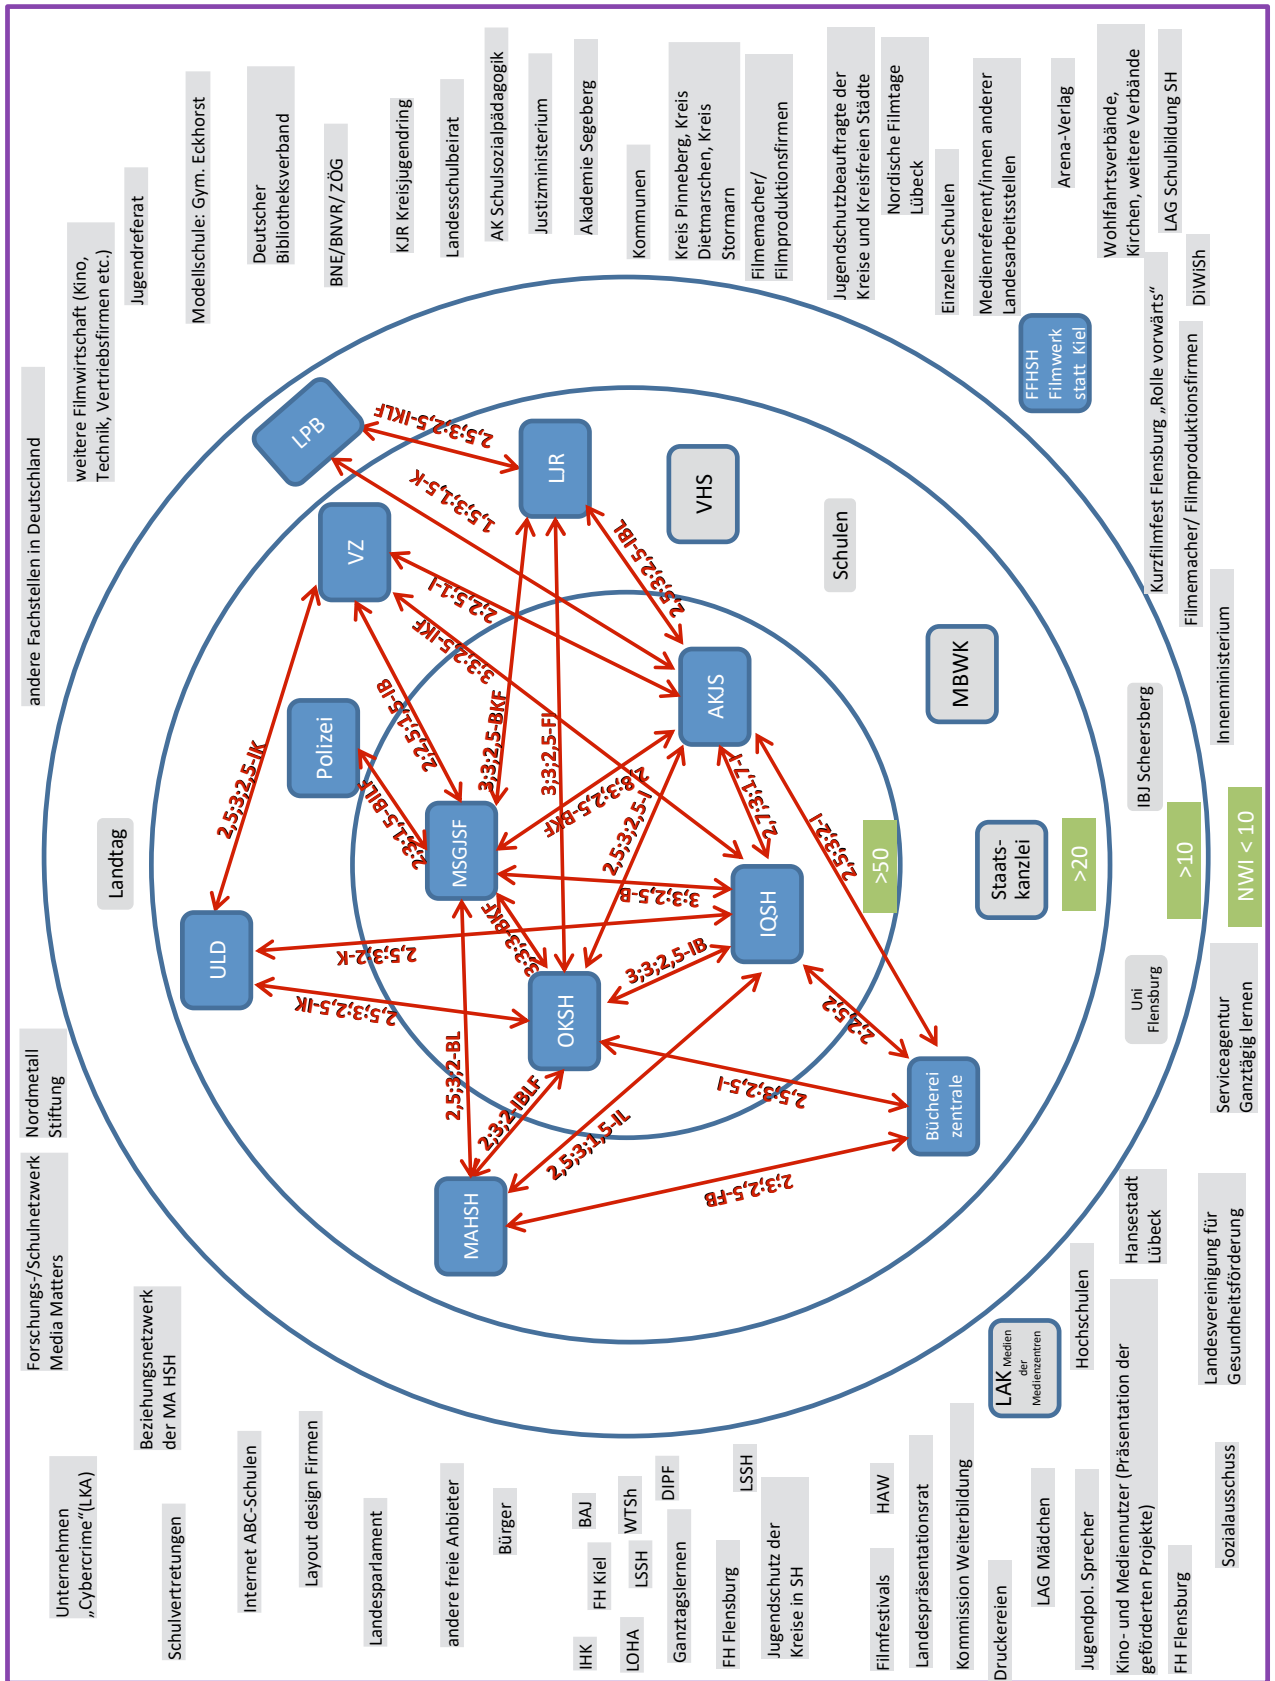 Unternehmen
„Cybercrime“(LKA)
Forschungs-/Schulnetzwerk
Media Matters
Nordmetall
Stiftung
Landtag
andere Fachstellen in Deutschland
weitere Filmwirtschaft (Kino,
Technik, Vertriebsfirmen etc.)
Jugendreferat
Schulvertretungen
Beziehungsnetzwerk
der MA HSH
Modellschule: Gym. Eckhorst
Deutscher
Bibliotheksverband
BNE/BNVR/ ZÖG
KJR Kreisjugendring
Landesschulbeirat
AK Schulsozialpädagogik
Justizministerium
Akademie Segeberg
Kommunen
Kreis Pinneberg, Kreis
Dietmarschen, Kreis
Stormarn
Filmemacher/
Filmproduktionsfirmen
Jugendschutzbeauftragte der
Kreise und Kreisfreien Städte
Nordische Filmtage
Lübeck
Einzelne Schulen
Medienreferent/innen anderer
Landesarbeitsstellen
Arena-Verlag
Wohlfahrtsverbände,
Kirchen, weitere Verbände
LAG Schulbildung SH
DiWiSh
Kurzfilmfest Flensburg „Rolle vorwärts“
Filmemacher/ Filmproduktionsfirmen
Innenministerium
Internet ABC-Schulen
Layout design Firmen
Landesparlament
andere freie Anbieter
Bürger
IHK
BAJ
FH Kiel
LOHA
WTSh
LSSH
DIPF
Ganztagslernen
FH Flensburg
LSSH
Jugendschutz der
Kreise in SH
Filmfestivals
HAW
Landespräsentationsrat
Kommission Weiterbildung
Druckereien
LAG Mädchen
Jugendpol. Sprecher
Kino- und Mediennutzer (Präsentation der
geförderten Projekte)
FH Flensburg
Sozialausschuss
Hochschulen
Hansestadt
Lübeck
Landesvereinigung für
Gesundheitsförderung
Serviceagentur
Ganztägig lernen
LAK Medien
der
Medienzentren
Uni
Flensburg
IBJ Scheersberg
FFHSH
Filmwerk
statt Kiel
ULD
Polizei
VZ
LPB
LJR
VHS
Schulen
MBWK
Staats-
kanzlei
MSGJSF
AKJS
IQSH
OKSH
MAHSH
Bücherei
zentrale
>50
>20
>10
NWI < 10
2,5;3;2,5-IK
2,5;3;2,5-IK
2,5;3;2-K
2;3;1,5-BILF
2;2,5;1,5-IB
3;3;2,5-IKF
2;2,5;1-I
1,5;3;1,5-K
2,5;3;2,5-IKLF
2,5;3;2,5-IBL
3;3;2,5-BKF
3;3;2,5-FI
2,8;3;2,5-BKF
2,5;3;2,5-I
2,7;3;1,7-I
2,5;3;2-I
3;3;2,5-B
3;3;3-BKF
3;3;2,5-IB
2;2,5;2
2,5;3;2,5-I
2,5;3;2-BL
2;3;2-IBLF
2,5;3;1,5-IL
2;3;2,5-FB